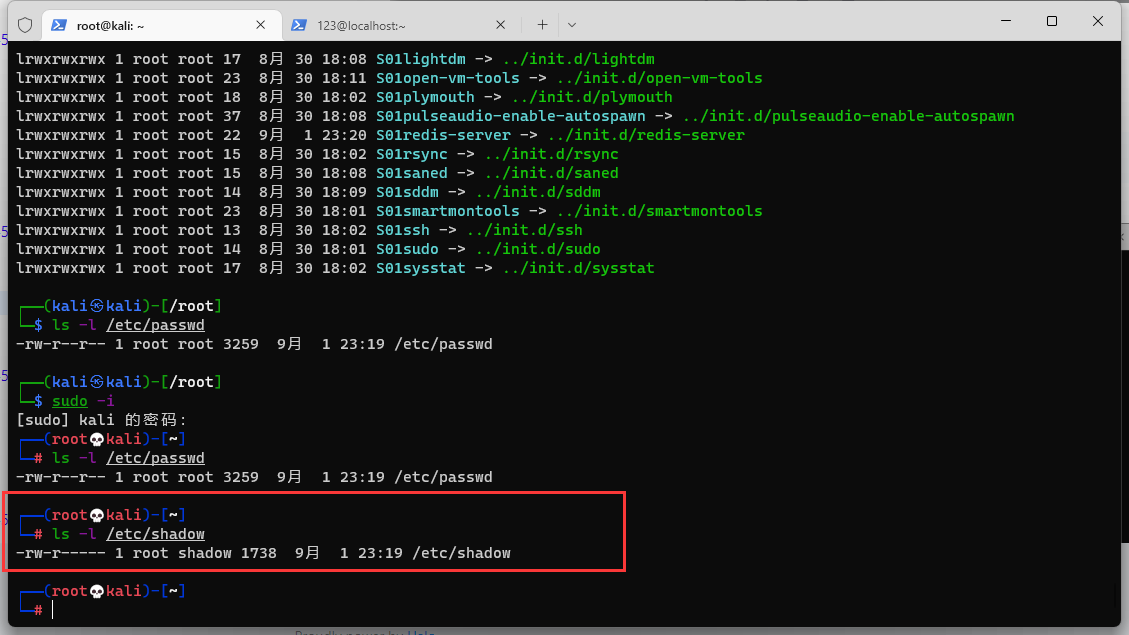 root@kali: ~
123@localhost:~
lrwxrwxrwx 1 root root 17  8月  30 18:08 S01lightdm -> ../init.d/lightdm
lrwxrwxrwx 1 root root 23  8月  30 18:11 S01open-vm-tools -> ../init.d/open-vm-tools
lrwxrwxrwx 1 root root 18  8月  30 18:02 S01plymouth -> ../init.d/plymouth
lrwxrwxrwx 1 root root 37  8月  30 18:08 S01pulseaudio-enable-autospawn -> ../init.d/pulseaudio-enable-autospawn
lrwxrwxrwx 1 root root 22  9月   1 23:20 S01redis-server -> ../init.d/redis-server
lrwxrwxrwx 1 root root 15  8月  30 18:02 S01rsync -> ../init.d/rsync
lrwxrwxrwx 1 root root 15  8月  30 18:08 S01saned -> ../init.d/saned
lrwxrwxrwx 1 root root 14  8月  30 18:09 S01sddm -> ../init.d/sddm
lrwxrwxrwx 1 root root 23  8月  30 18:01 S01smartmontools -> ../init.d/smartmontools
lrwxrwxrwx 1 root root 13  8月  30 18:02 S01ssh -> ../init.d/ssh
lrwxrwxrwx 1 root root 14  8月  30 18:01 S01sudo -> ../init.d/sudo
lrwxrwxrwx 1 root root 17  8月  30 18:02 S01sysstat -> ../init.d/sysstat
┌──(kali㉿kali)-[/root]
└─$ ls -l /etc/passwd
-rw-r--r-- 1 root root 3259  9月   1 23:19 /etc/passwd
┌──(kali㉿kali)-[/root]
└─$ sudo -i
[sudo] kali 的密码：
┌──(root💀kali)-[~]
└─# ls -l /etc/passwd
-rw-r--r-- 1 root root 3259  9月   1 23:19 /etc/passwd
┌──(root💀kali)-[~]
└─# ls -l /etc/shadow
-rw-r----- 1 root shadow 1738  9月   1 23:19 /etc/shadow
┌──(root💀kali)-[~]
└─#